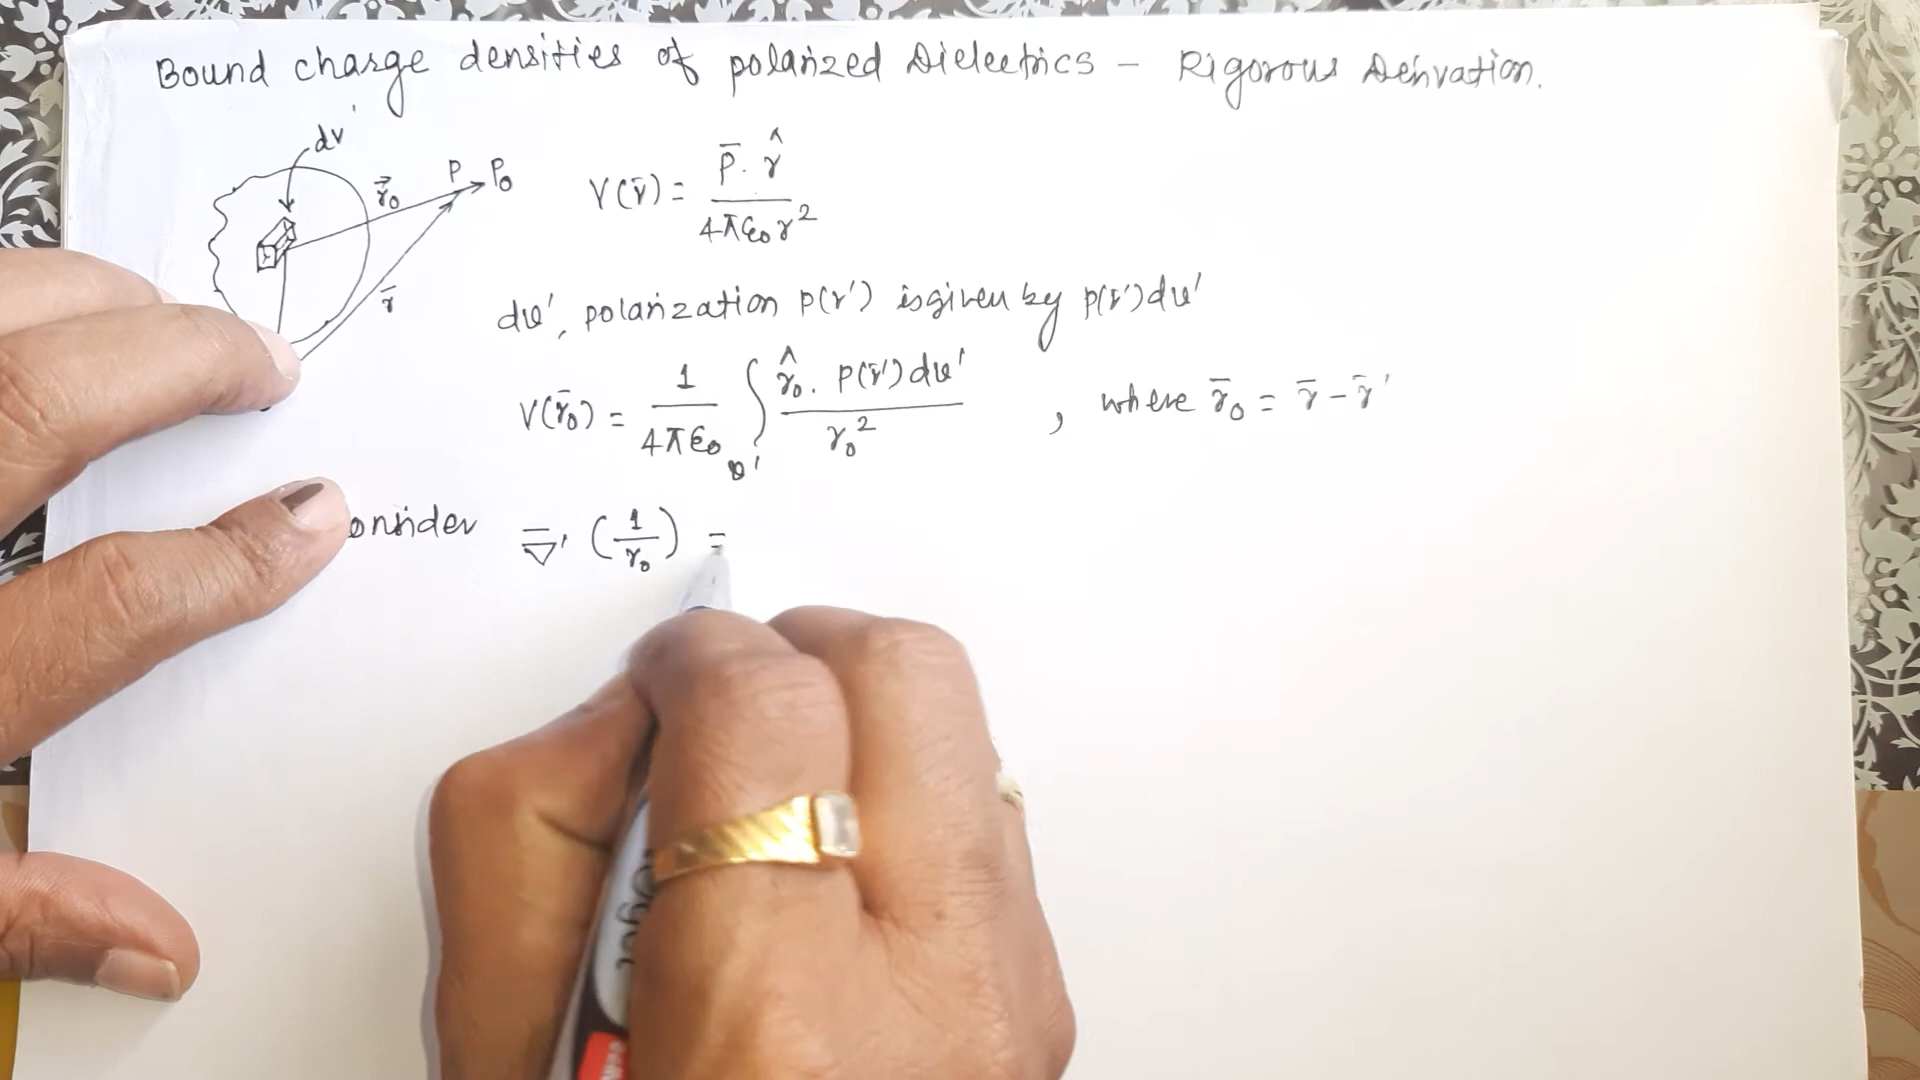 Bound charge densities of polarized Dielectrics - Rigorous Derivation.
dv'
r⃗₀ P P₀
r̄
V(r̄) = p̄ · r̂ / 4πε₀r²
dv', polarization p(r') is given by p(r̄')dv'
V(r̄₀) = 1/4πε₀ ∫v' r̂₀ · p(r̄')dv' / r₀² , where r̄₀ = r̄ - r̄'
onsider ∇̄' (1/r₀) =